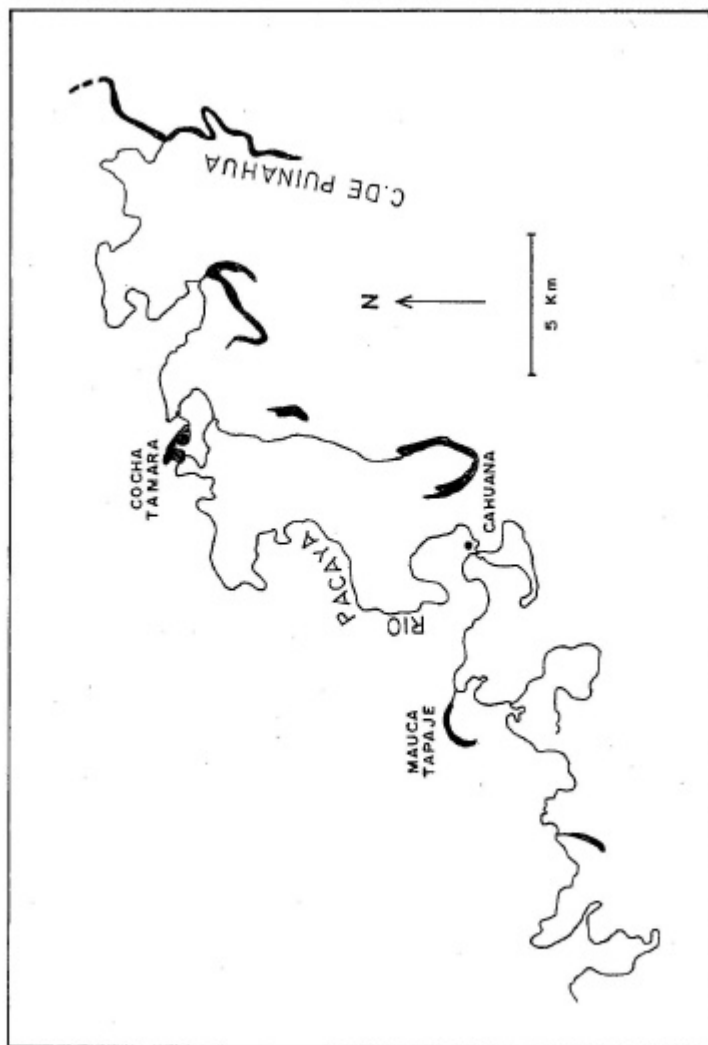 C. DE PUINAHUA
N
5 Km
COCHA
TAMARA
CAHUANA
RIO PACAYA
MAUCA
TAPAJE